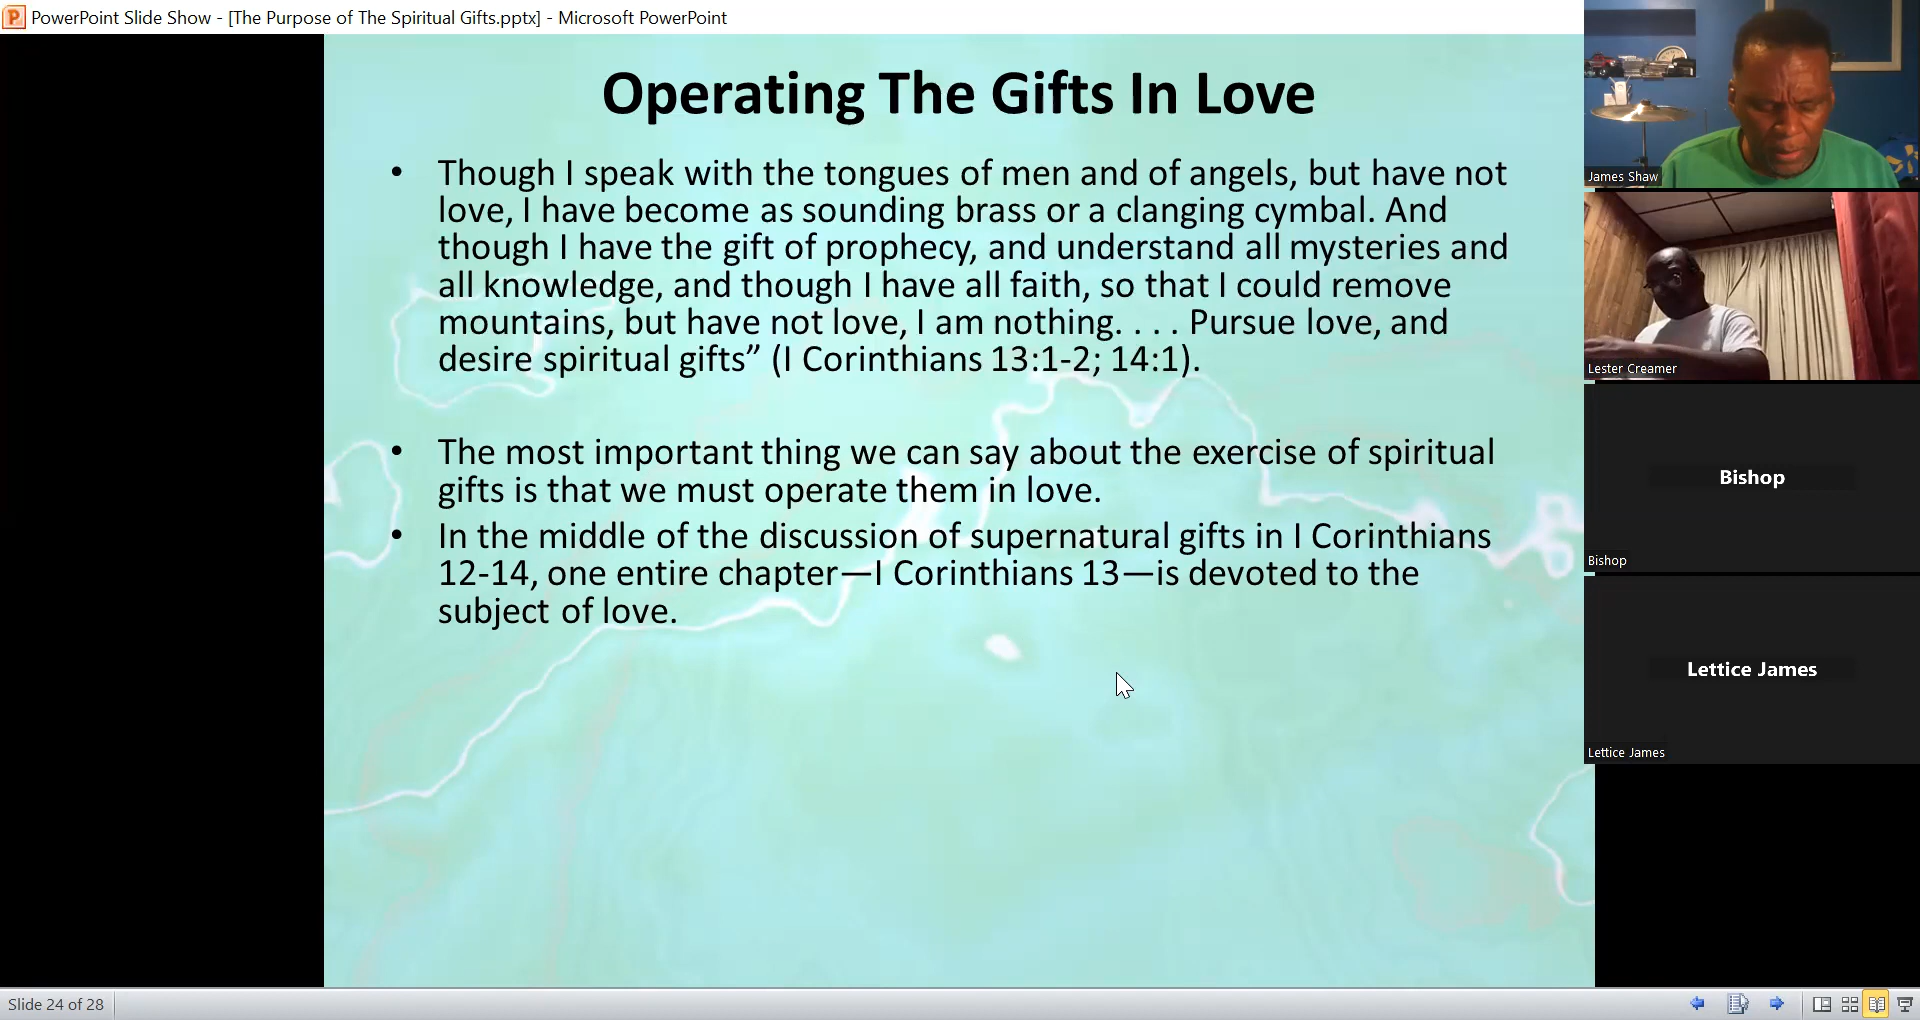 PowerPoint Slide Show - [The Purpose of The Spiritual Gifts.pptx] - Microsoft PowerPoint
Operating The Gifts In Love
• Though I speak with the tongues of men and of angels, but have not
love, I have become as sounding brass or a clanging cymbal. And
though I have the gift of prophecy, and understand all mysteries and
all knowledge, and though I have all faith, so that I could remove
mountains, but have not love, I am nothing. . . . Pursue love, and
desire spiritual gifts” (I Corinthians 13:1-2; 14:1).
• The most important thing we can say about the exercise of spiritual
gifts is that we must operate them in love.
• In the middle of the discussion of supernatural gifts in I Corinthians
12-14, one entire chapter—I Corinthians 13—is devoted to the
subject of love.
James Shaw
Lester Creamer
Bishop
Bishop
Lettice James
Lettice James
Slide 24 of 28